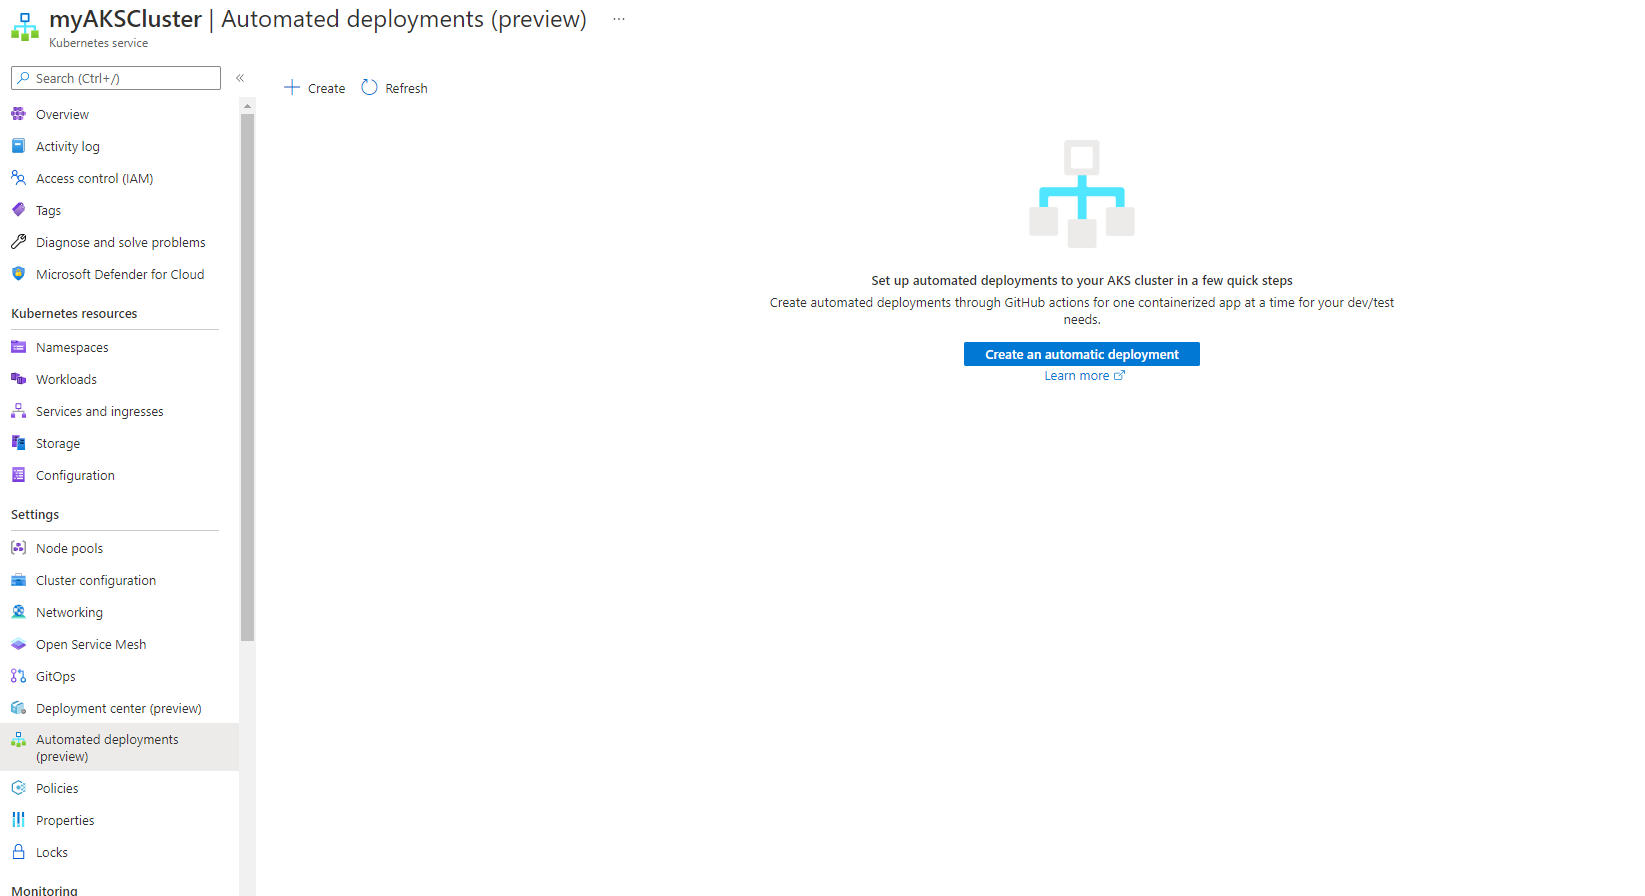 myAKSCluster | Automated deployments (preview) ...
Kubernetes service
Search (Ctrl+/)
«
Overview
Activity log
Access control (IAM)
Tags
Diagnose and solve problems
Microsoft Defender for Cloud
Kubernetes resources
Namespaces
Workloads
Services and ingresses
Storage
Configuration
Settings
Node pools
Cluster configuration
Networking
Open Service Mesh
GitOps
Deployment center (preview)
Automated deployments
(preview)
Policies
Properties
Locks
Monitoring
Create
Refresh
Set up automated deployments to your AKS cluster in a few quick steps
Create automated deployments through GitHub actions for one containerized app at a time for your dev/test
needs.
Create an automatic deployment
Learn more